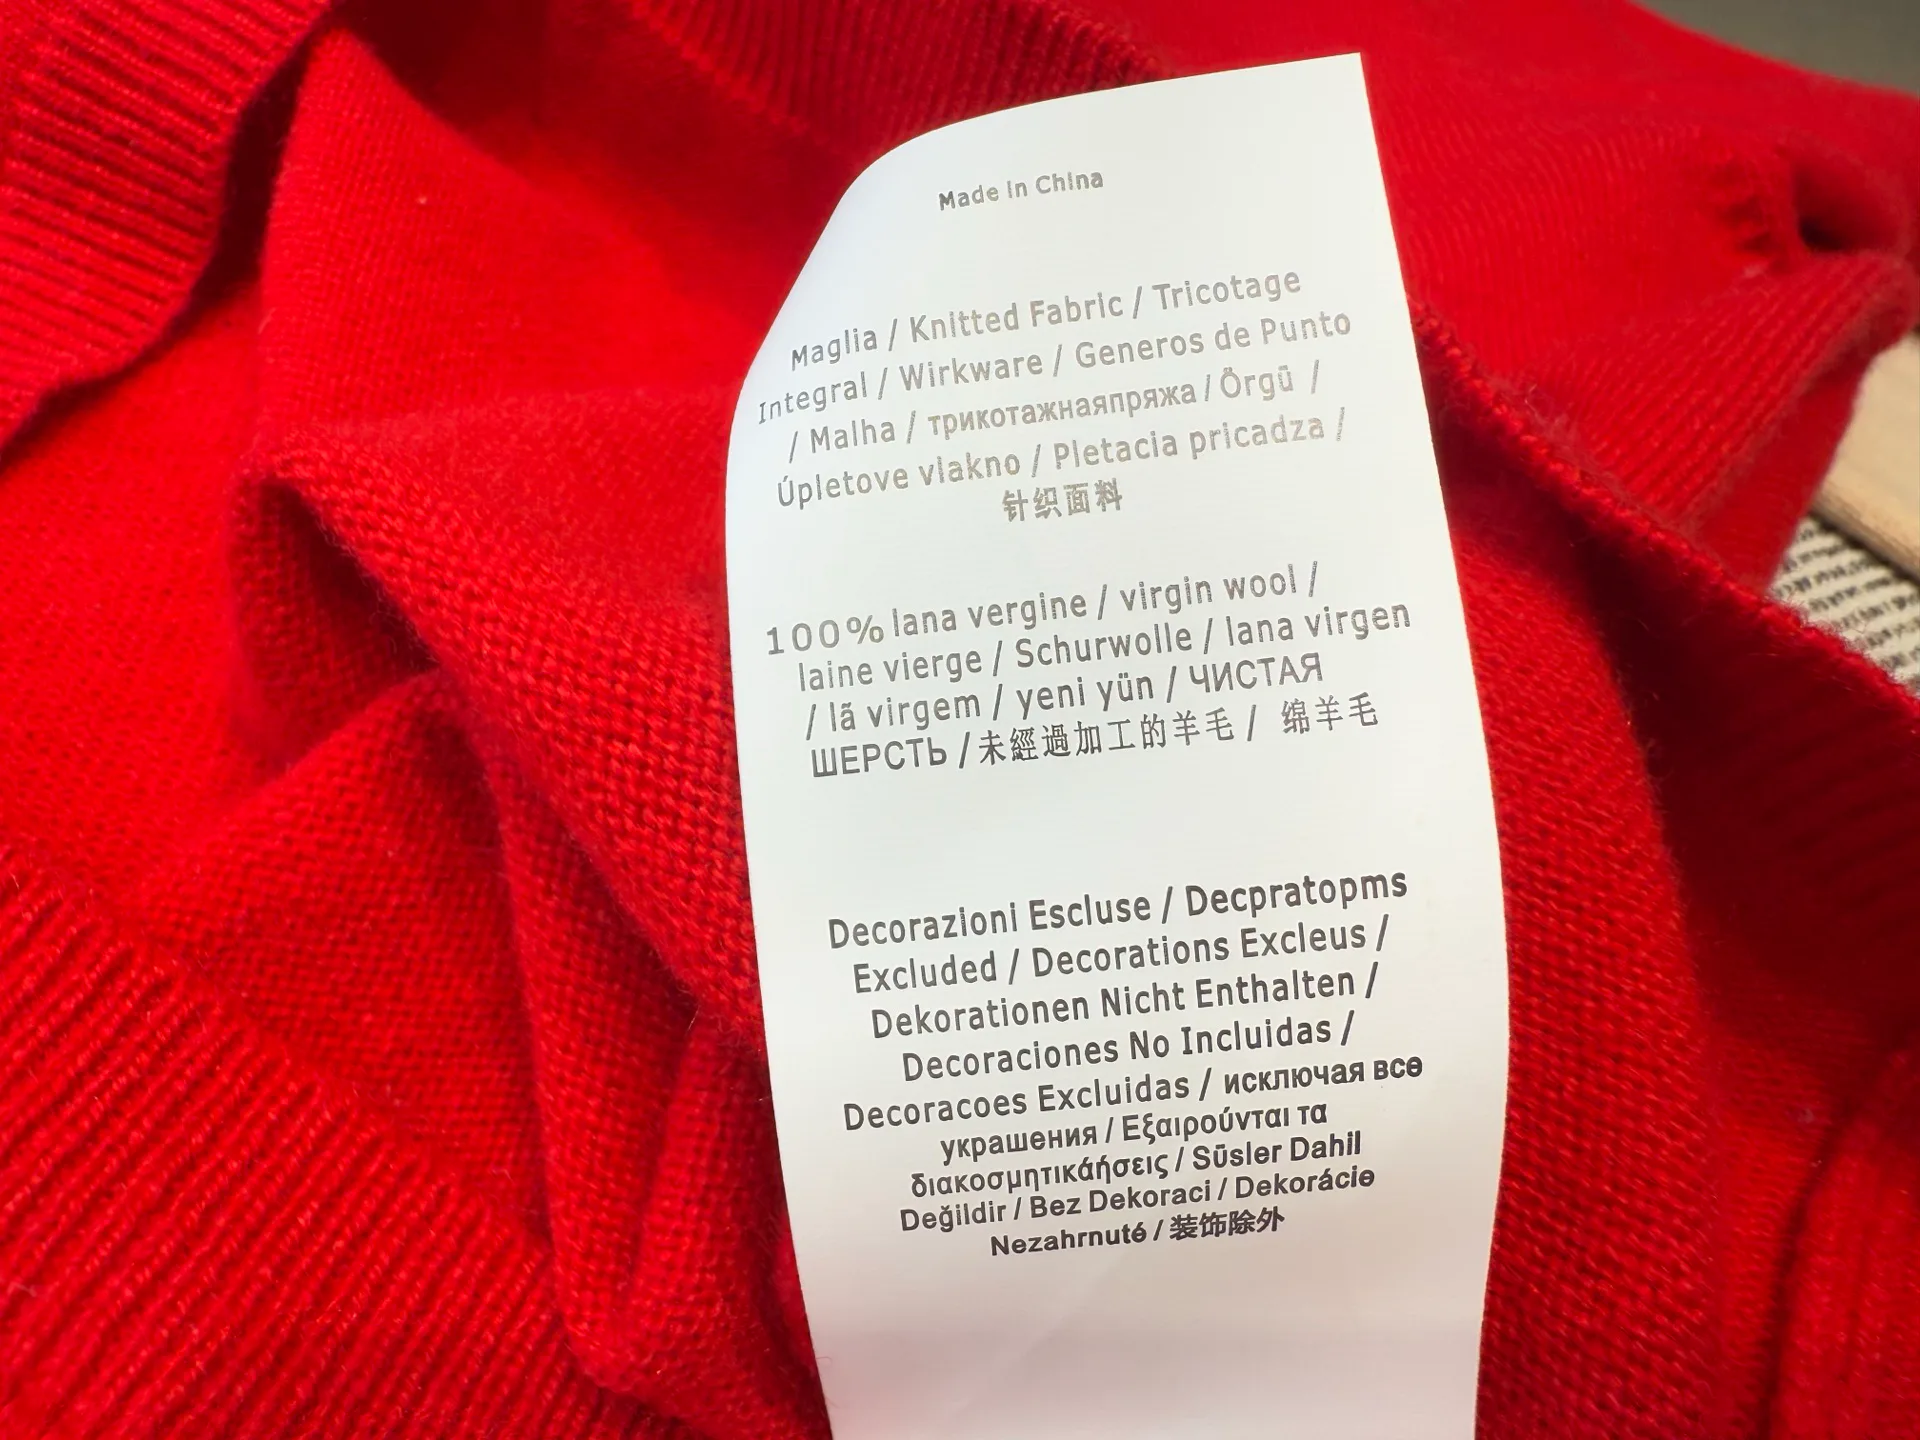 Made in China
Maglia / Knitted Fabric / Tricotage
Integral / Wirkware / Generos de Punto
/ Malha / трикотажнаяпряжа / Örgü /
Úpletove vlakno / Pletacia pricadza /
针织面料
100% lana vergine / virgin wool /
laine vierge / Schurwolle / lana virgen
/ lã virgem / yeni yün / ЧИСТАЯ
ШЕРСТЬ / 未經過加工的羊毛 / 绵羊毛
Decorazioni Escluse / Decpratopms
Excluded / Decorations Excleus /
Dekorationen Nicht Enthalten /
Decoraciones No Incluidas /
Decoracoes Excluidas / исключая все
украшения / Εξαιρούνται τα
διακοσμητικάήσεις / Süsler Dahil
Değildir / Bez Dekoraci / Dekorácie
Nezahrnuté / 装饰除外